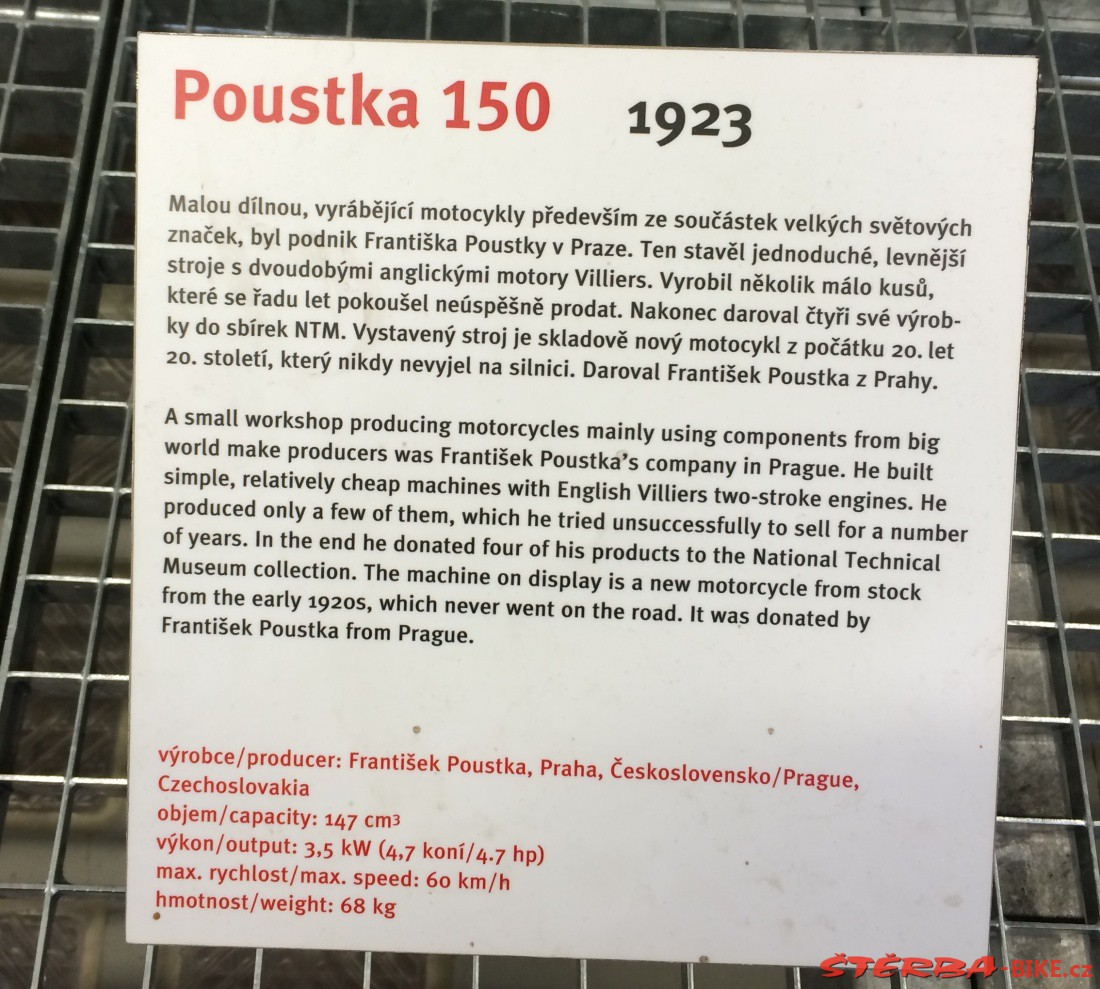 Poustka 150 1923
Malou dílnou, vyrábějící motocykly především ze součástek velkých světových
značek, byl podnik Františka Poustky v Praze. Ten stavěl jednoduché, levnější
stroje s dvoudobými anglickými motory Villiers. Vyrobil několik málo kusů,
které se řadu let pokoušel neúspěšně prodat. Nakonec daroval čtyři své výrob-
ky do sbírek NTM. Vystavený stroj je skladově nový motocykl z počátku 20. let
20. století, který nikdy nevyjel na silnici. Daroval František Poustka z Prahy.
A small workshop producing motorcycles mainly using components from big
world make producers was František Poustka's company in Prague. He built
simple, relatively cheap machines with English Villiers two-stroke engines. He
produced only a few of them, which he tried unsuccessfully to sell for a number
of years. In the end he donated four of his products to the National Technical
Museum collection. The machine on display is a new motorcycle from stock
from the early 1920s, which never went on the road. It was donated by
František Poustka from Prague.
výrobce/producer: František Poustka, Praha, Československo/Prague,
Czechoslovakia
objem/capacity: 147 cm³
výkon/output: 3,5 kW (4,7 koní/4.7 hp)
max. rychlost/max. speed: 60 km/h
hmotnost/weight: 68 kg
ŠTĚRBA-BIKE.cz